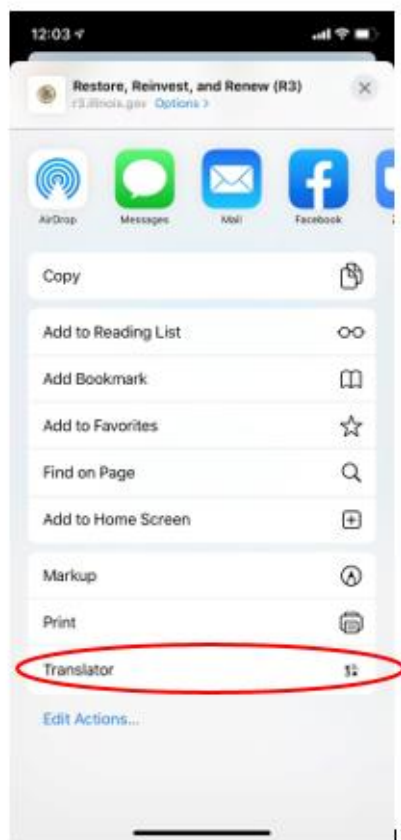 12:03
Restore, Reinvest, and Renew (R3)
r3.illinois.gov Options >
AirDrop Messages Mail Facebook
Copy
Add to Reading List
Add Bookmark
Add to Favorites
Find on Page
Add to Home Screen
Markup
Print
Translator
Edit Actions...